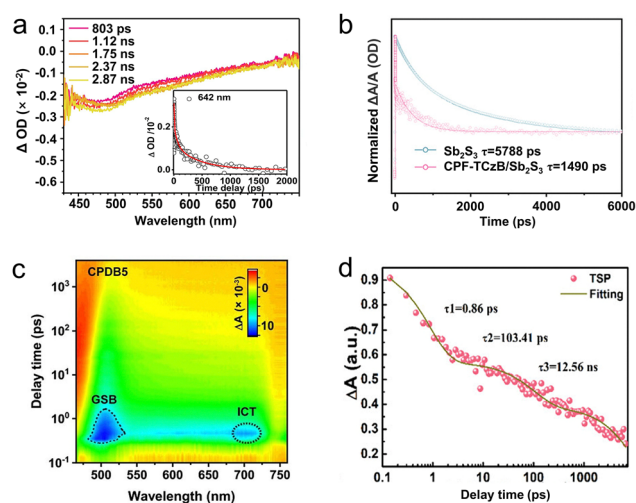 a
803 ps
1.12 ns
1.75 ns
2.37 ns
2.87 ns
0.1
0.0
-0.1
-0.2
-0.3
-0.4
-0.5
-0.6
Δ OD (× 10⁻²)
450 500 550 600 650 700
Wavelength (nm)
642 nm
Δ OD /10⁻²
0.3
0.2
0.1
0.0
0 500 1000 1500 2000
Time delay (ps)
b
Normalized ΔA/A (OD)
Sb₂S₃ τ=5788 ps
CPF-TCzB/Sb₂S₃ τ=1490 ps
0 2000 4000 6000
Time (ps)
c
CPDB5
0
10
ΔA (× 10⁻³)
GSB
ICT
10³
10²
10¹
10⁰
10⁻¹
Delay time (ps)
500 550 600 650 700 750
Wavelength (nm)
d
TSP
Fitting
τ1=0.86 ps
τ2=103.41 ps
τ3=12.56 ns
0.9
0.8
0.7
0.6
0.5
0.4
0.3
0.2
ΔA (a.u.)
0.1 1 10 100 1000
Delay time (ps)